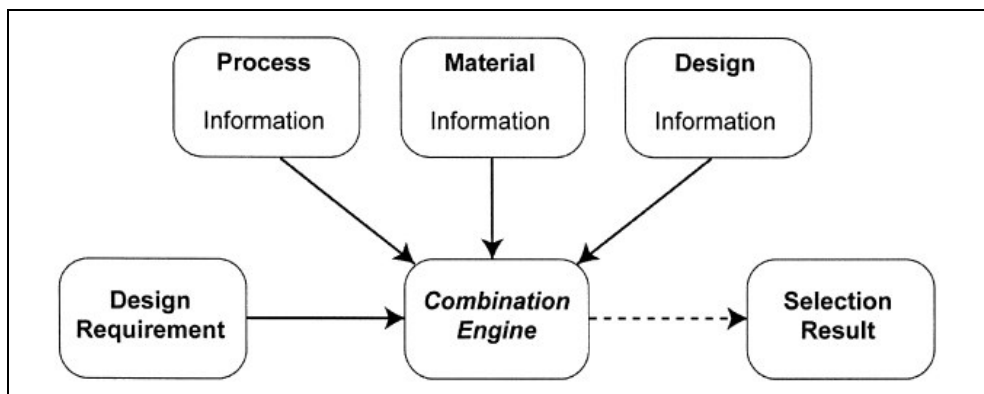 Process
Information
Material
Information
Design
Information
Design
Requirement
Combination
Engine
Selection
Result